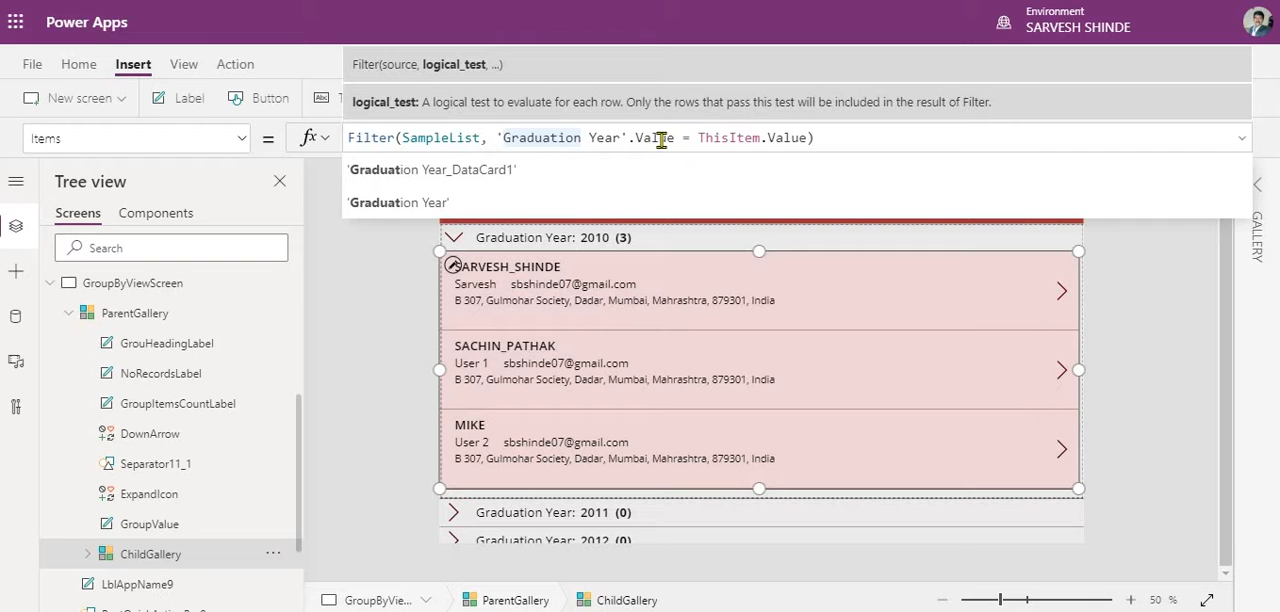 Power Apps
Environment
SARVESH SHINDE
File Home Insert View Action
Filter(source, logical_test, ...)
New screen Label Button Abc
logical_test: A logical test to evaluate for each row. Only the rows that pass this test will be included in the result of Filter.
Items = fx Filter(SampleList, 'Graduation Year'.Value = ThisItem.Value)
'Graduation Year_DataCard1'
'Graduation Year'
Tree view
Screens Components
Search
GroupByViewScreen
ParentGallery
GrouHeadingLabel
NoRecordsLabel
GroupItemsCountLabel
DownArrow
Separator11_1
ExpandIcon
GroupValue
ChildGallery ...
LblAppName9
GALLERY
Graduation Year: 2010 (3)
SARVESH_SHINDE
Sarvesh sbshinde07@gmail.com
B 307, Gulmohar Society, Dadar, Mumbai, Mahrashtra, 879301, India
SACHIN_PATHAK
User 1 sbshinde07@gmail.com
B 307, Gulmohar Society, Dadar, Mumbai, Mahrashtra, 879301, India
MIKE
User 2 sbshinde07@gmail.com
B 307, Gulmohar Society, Dadar, Mumbai, Mahrashtra, 879301, India
Graduation Year: 2011 (0)
Graduation Year: 2012 (0)
GroupByVie... ParentGallery ChildGallery
50 %